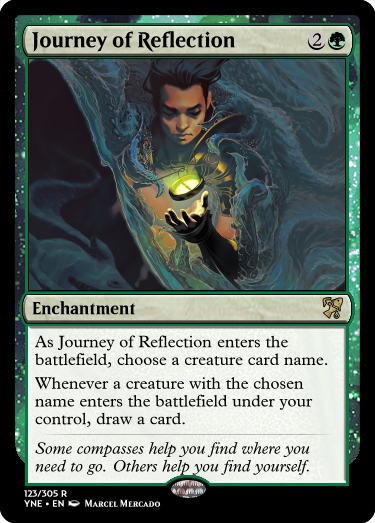 Journey of Reflection 2
Enchantment
As Journey of Reflection enters the
battlefield, choose a creature card name.
Whenever a creature with the chosen
name enters the battlefield under your
control, draw a card.
Some compasses help you find where you
need to go. Others help you find yourself.
123/305 R
YNE • EN Marcel Mercado